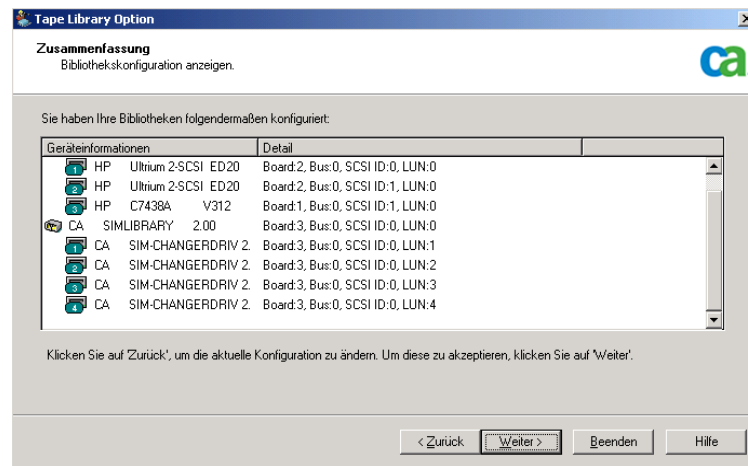 Tape Library Option
Zusammenfassung
Bibliothekskonfiguration anzeigen.
ca
Sie haben Ihre Bibliotheken folgendermaßen konfiguriert:
Geräteinformationen Detail
1 HP Ultrium 2-SCSI ED20 Board:2, Bus:0, SCSI ID:0, LUN:0
2 HP Ultrium 2-SCSI ED20 Board:2, Bus:0, SCSI ID:1, LUN:0
3 HP C7438A V312 Board:1, Bus:0, SCSI ID:1, LUN:0
CA SIMLIBRARY 2.00 Board:3, Bus:0, SCSI ID:0, LUN:0
1 CA SIM-CHANGERDRIV 2. Board:3, Bus:0, SCSI ID:0, LUN:1
2 CA SIM-CHANGERDRIV 2. Board:3, Bus:0, SCSI ID:0, LUN:2
3 CA SIM-CHANGERDRIV 2. Board:3, Bus:0, SCSI ID:0, LUN:3
4 CA SIM-CHANGERDRIV 2. Board:3, Bus:0, SCSI ID:0, LUN:4
Klicken Sie auf 'Zurück', um die aktuelle Konfiguration zu ändern. Um diese zu akzeptieren, klicken Sie auf 'Weiter'.
< Zurück Weiter > Beenden Hilfe